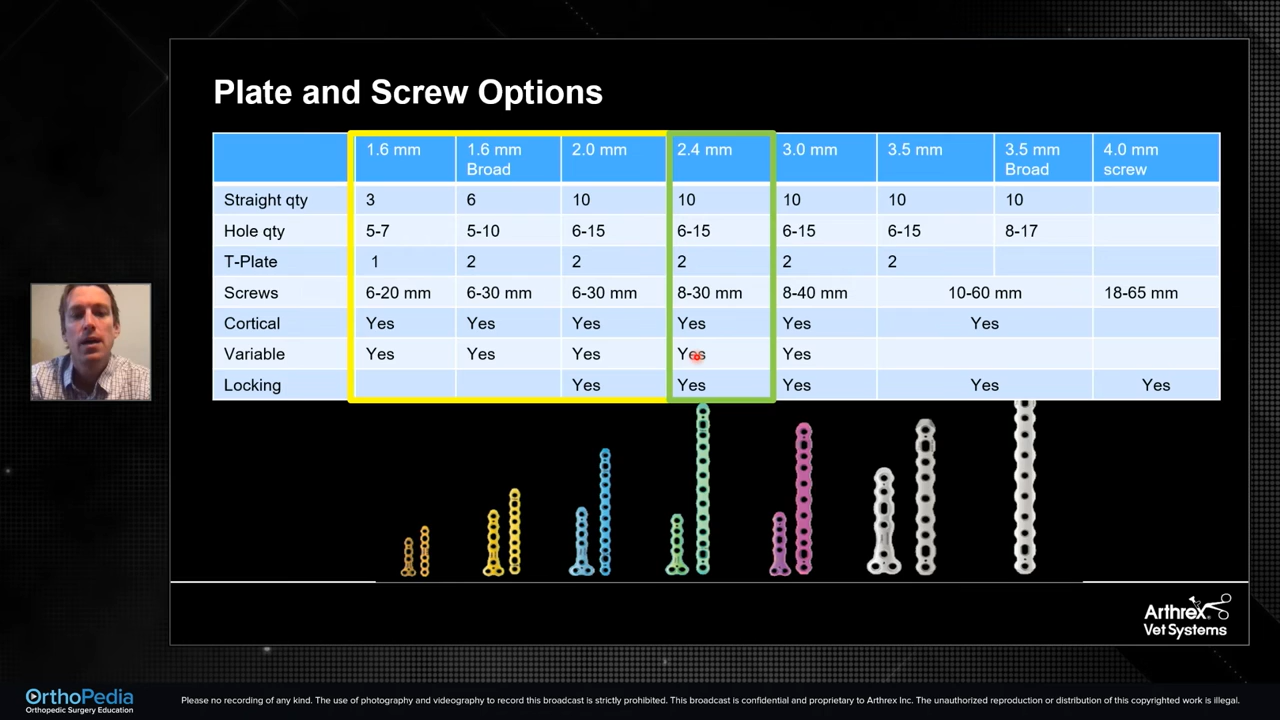 Plate and Screw Options
1.6 mm 1.6 mm Broad 2.0 mm 2.4 mm 3.0 mm 3.5 mm 3.5 mm Broad 4.0 mm screw
Straight qty 3 6 10 10 10 10 10
Hole qty 5-7 5-10 6-15 6-15 6-15 6-15 8-17
T-Plate 1 2 2 2 2 2
Screws 6-20 mm 6-30 mm 6-30 mm 8-30 mm 8-40 mm 10-60 mm 18-65 mm
Cortical Yes Yes Yes Yes Yes Yes
Variable Yes Yes Yes Yes Yes
Locking Yes Yes Yes Yes Yes
Arthrex®
Vet Systems
OrthoPedia
Orthopedic Surgery Education
Please no recording of any kind. The use of photography and videography to record this broadcast is strictly prohibited. This broadcast is confidential and proprietary to Arthrex Inc. The unauthorized reproduction or distribution of this copyrighted work is illegal.